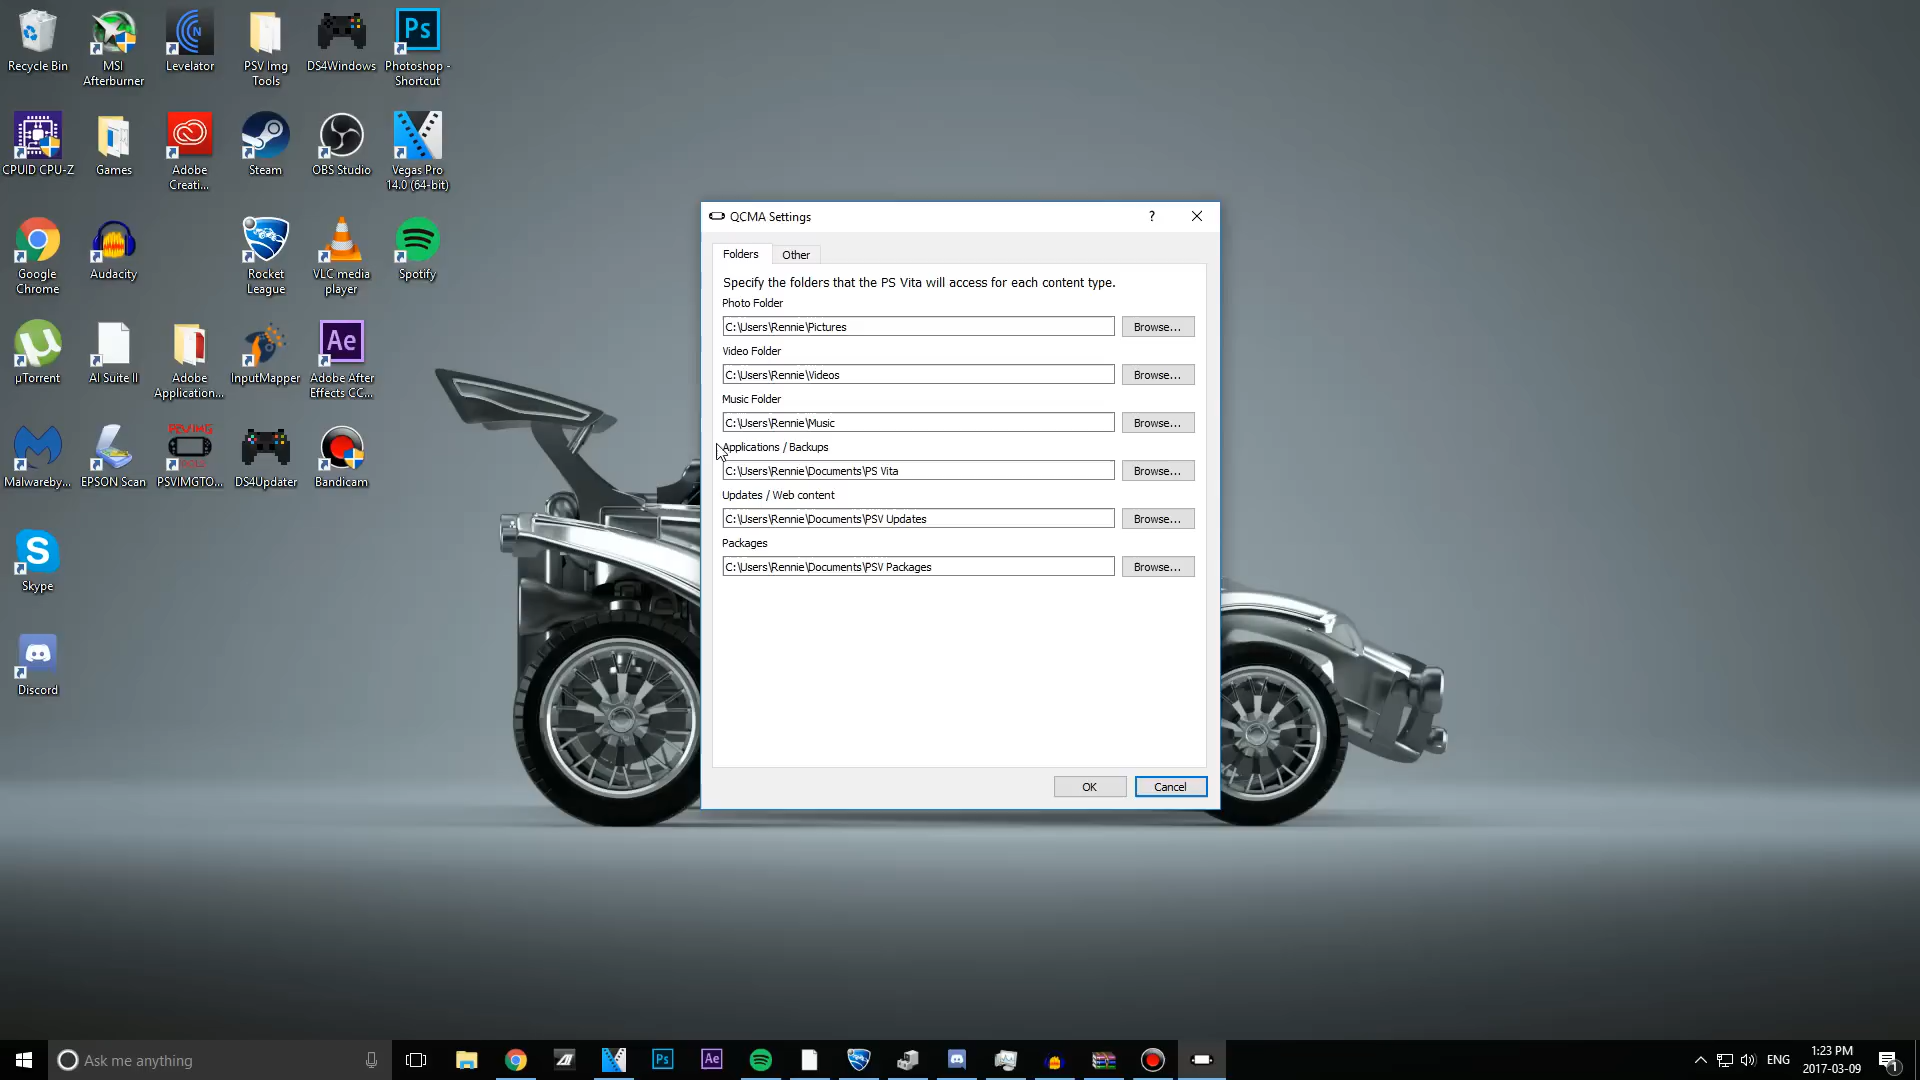 Recycle Bin
MSI
Afterburner
Levelator
PSV Img
Tools
DS4Windows
Photoshop -
Shortcut
CPUID CPU-Z
Games
Adobe
Creati...
Steam
OBS Studio
Vegas Pro
14.0 (64-bit)
Google
Chrome
Audacity
Rocket
League
VLC media
player
Spotify
µTorrent
AI Suite II
Adobe
Application...
InputMapper
Adobe After
Effects CC...
Malwareby...
EPSON Scan
PSVIMGTO...
DS4Updater
Bandicam
Skype
Discord
QCMA Settings
Folders
Other
Specify the folders that the PS Vita will access for each content type.
Photo Folder
C:\Users\Rennie\Pictures
Browse...
Video Folder
C:\Users\Rennie\Videos
Browse...
Music Folder
C:\Users\Rennie\Music
Browse...
Applications / Backups
C:\Users\Rennie\Documents\PS Vita
Browse...
Updates / Web content
C:\Users\Rennie\Documents\PSV Updates
Browse...
Packages
C:\Users\Rennie\Documents\PSV Packages
Browse...
OK
Cancel
Ask me anything
ENG
1:23 PM
2017-03-09